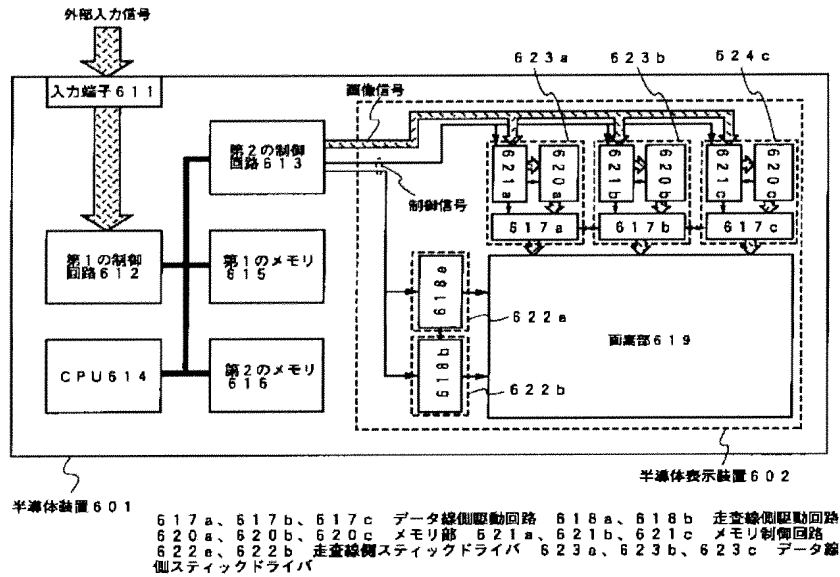 外部入力信号
入力端子６１１
画像信号
６２３a
６２３b
６２４c
第２の制御
回路６１３
制御信号
６２１a
６２０a
６２１b
６２０b
６２１c
６２０c
６１７a
６１７b
６１７c
第１の制御
回路６１２
第１のメモリ
６１５
ＣＰＵ６１４
第２のメモリ
６１６
６１８a
６１８b
６２２a
６２２b
画素部６１９
半導体表示装置６０２
半導体装置６０１
６１７a、６１７b、６１７c　データ線側駆動回路　６１８a、６１８b　走査線側駆動回路
６２０a、６２０b、６２０c　メモリ部　６２１a、６２１b、６２１c　メモリ制御回路
６２２a、６２２b　走査線側スティックドライバ　６２３a、６２３b、６２３c　データ線
側スティックドライバ